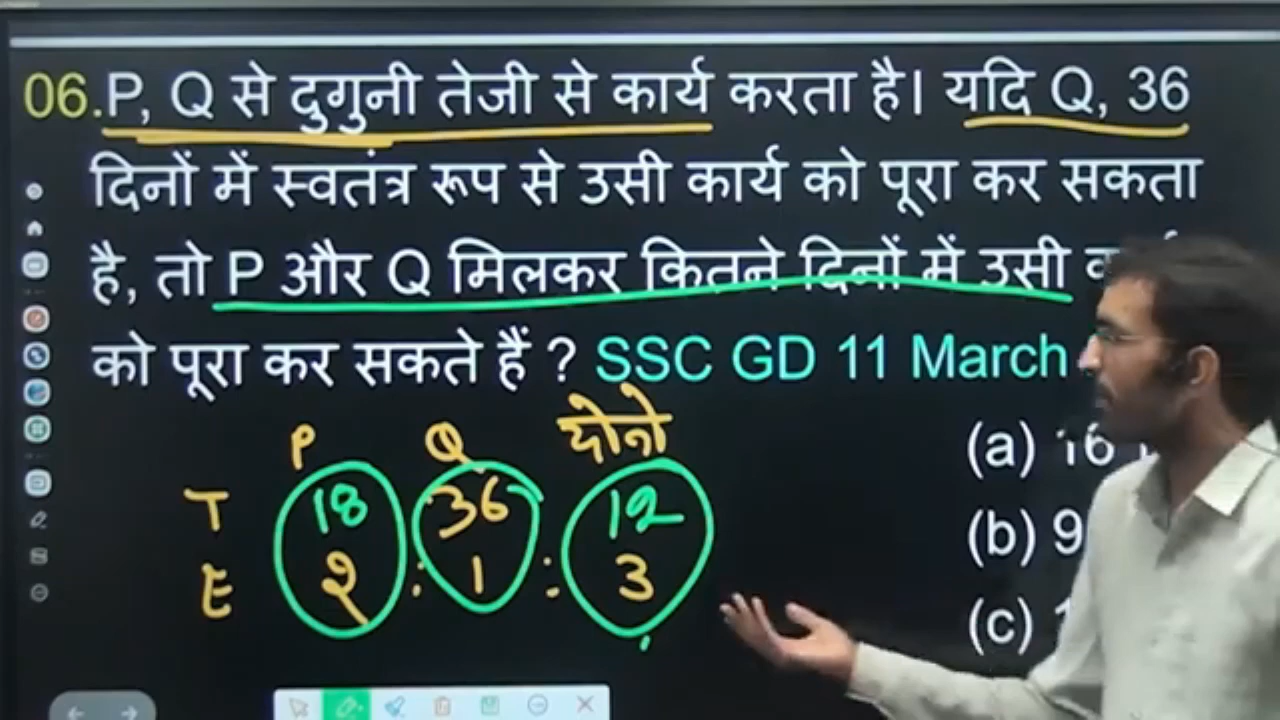 06.P, Q से दुगुनी तेजी से कार्य करता है। यदि Q, 36
दिनों में स्वतंत्र रूप से उसी कार्य को पूरा कर सकता
है, तो P और Q मिलकर कितने दिनों में उसी
को पूरा कर सकते हैं ? SSC GD 11 March
P Q दोनो
T 18 36 12
E 2 : 1 : 3
(a) 16
(b) 9
(c)